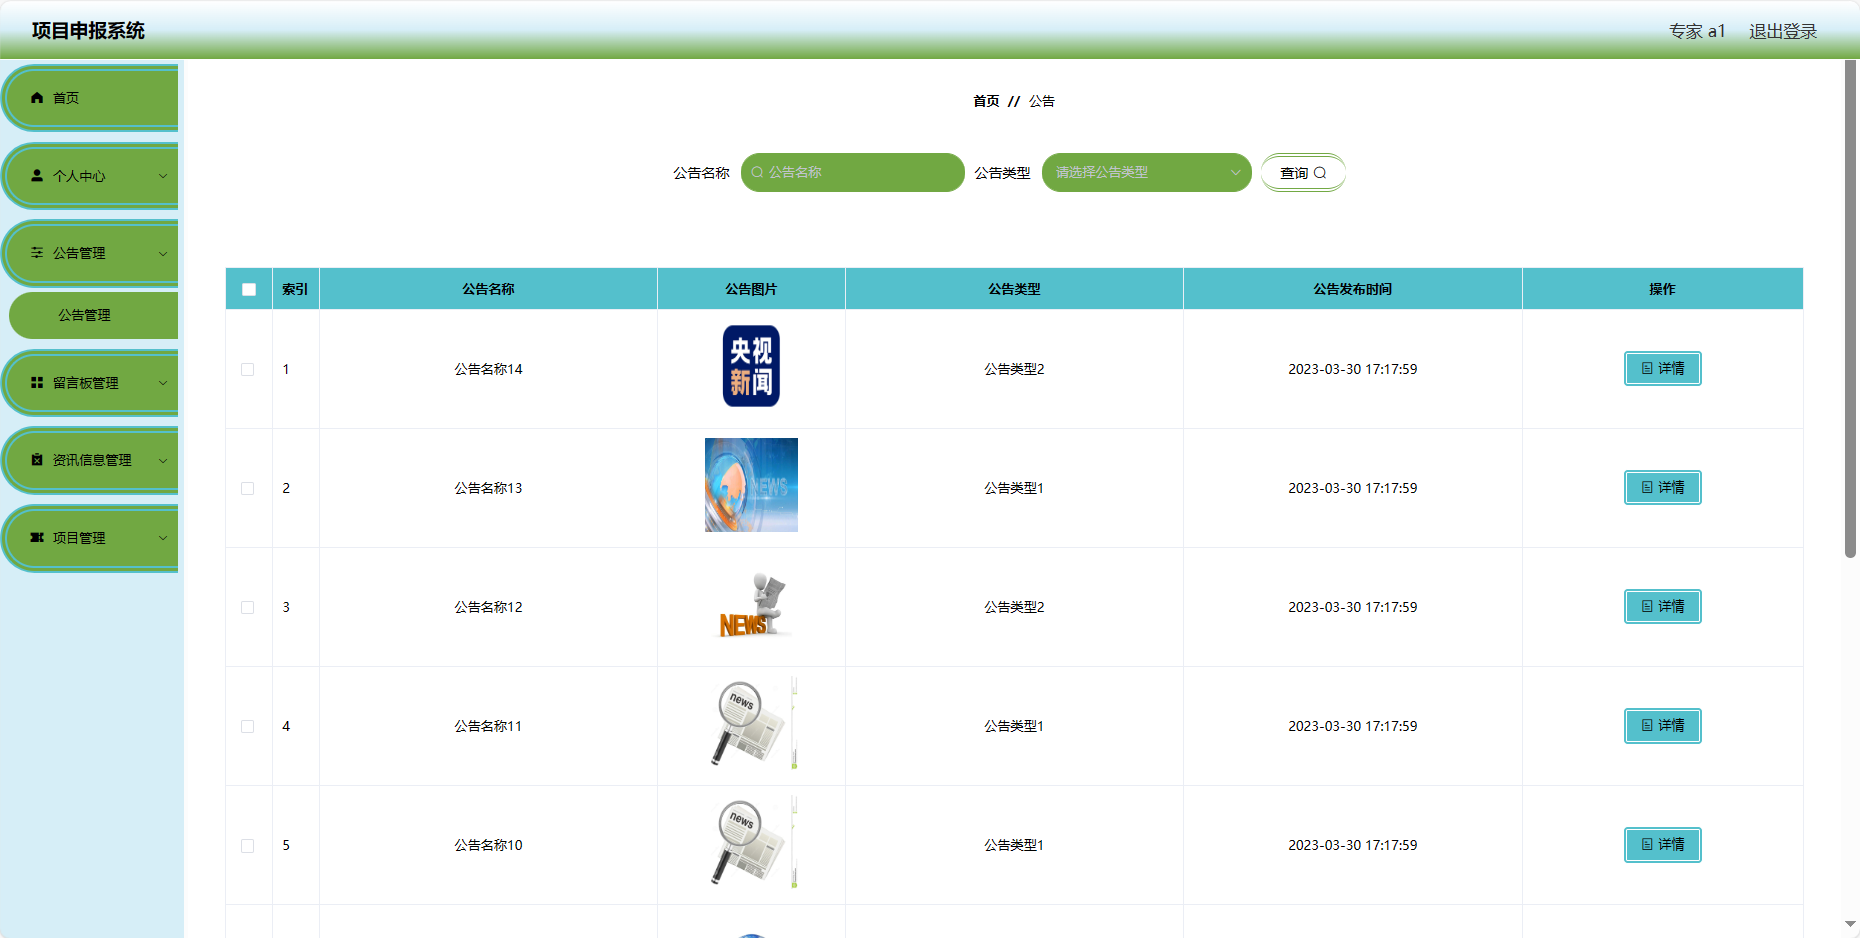 项目申报系统
专家 a1 退出登录
首页
个人中心
公告管理
公告管理
留言板管理
资讯信息管理
项目管理
首页 // 公告
公告名称 公告名称 公告类型 请选择公告类型 查询
索引 公告名称 公告图片 公告类型 公告发布时间 操作
1 公告名称14 央视新闻 公告类型2 2023-03-30 17:17:59 详情
2 公告名称13 NEWS 公告类型1 2023-03-30 17:17:59 详情
3 公告名称12 NEWS 公告类型2 2023-03-30 17:17:59 详情
4 公告名称11 news 公告类型1 2023-03-30 17:17:59 详情
5 公告名称10 news 公告类型1 2023-03-30 17:17:59 详情